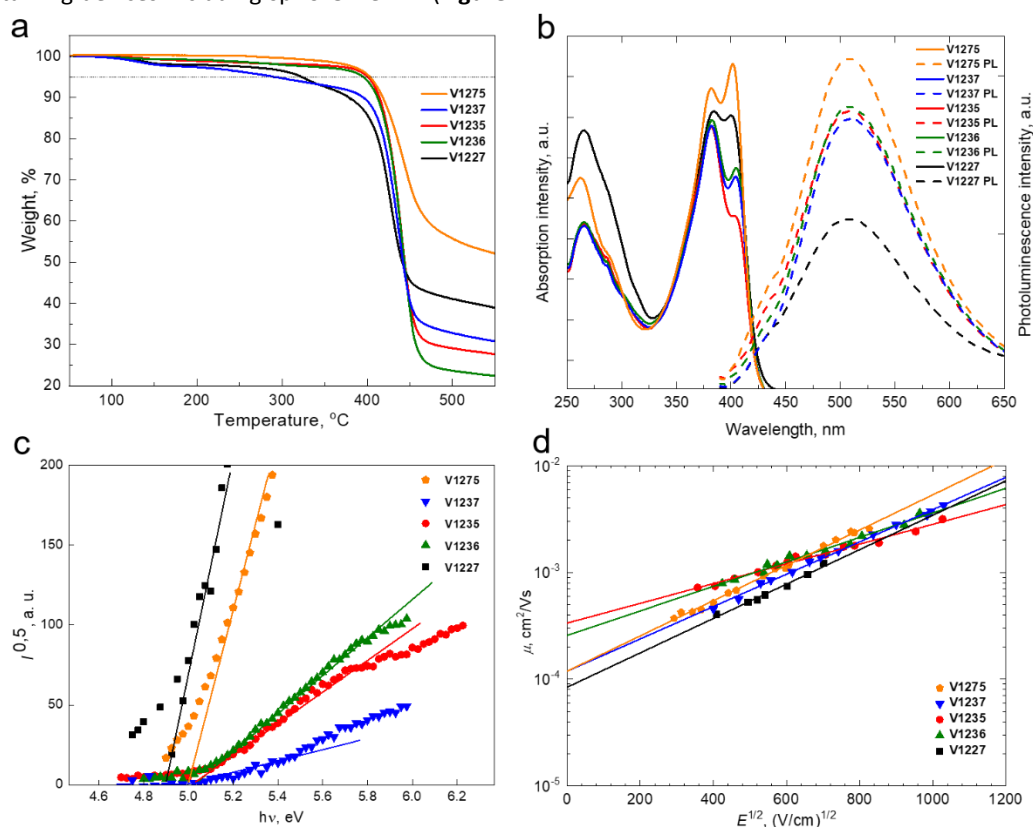 a
100
90
80
70
60
50
40
30
20
100
200
300
400
500
Weight, %
Temperature, °C
V1275
V1237
V1235
V1236
V1227
b
Absorption intensity, a.u.
Photoluminescence intensity, a.u.
V1275
V1275 PL
V1237
V1237 PL
V1235
V1235 PL
V1236
V1236 PL
V1227
V1227 PL
250 300 350 400 450 500 550 600 650
Wavelength, nm
c
200
150
100
50
0
I^0,5, a. u.
V1275
V1237
V1235
V1236
V1227
4.6 4.8 5.0 5.2 5.4 5.6 5.8 6.0 6.2
hν, eV
d
10^-2
10^-3
10^-4
10^-5
μ, cm²/Vs
V1275
V1237
V1235
V1236
V1227
0 200 400 600 800 1000 1200
E^1/2, (V/cm)^1/2